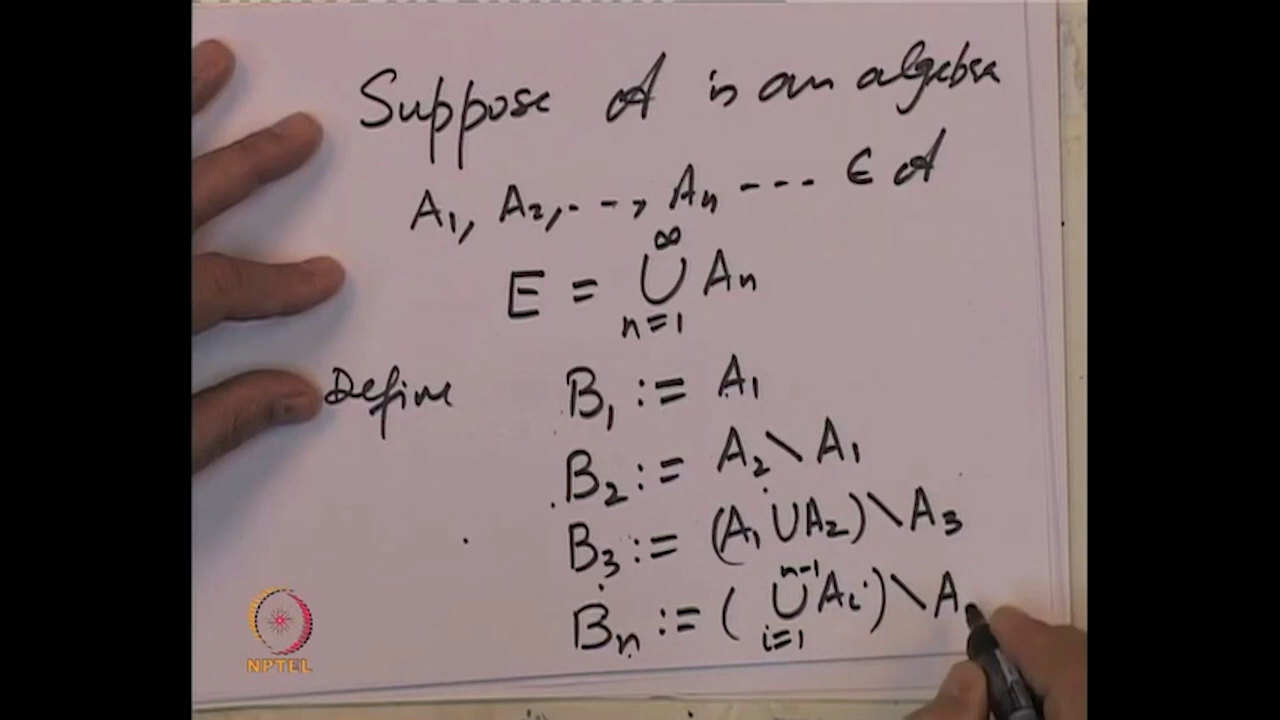 Suppose 𝒜 is an algebra
A₁, A₂, - - , Aₙ - - - ∈ 𝒜
E = ⋃ₙ₌₁^∞ Aₙ
Define B₁ := A₁
B₂ := A₂ \ A₁
B₃ := (A₁ ∪ A₂) \ A₃
Bₙ := ( ⋃ᵢ₌₁^{n-1} Aᵢ ) \ A
NPTEL